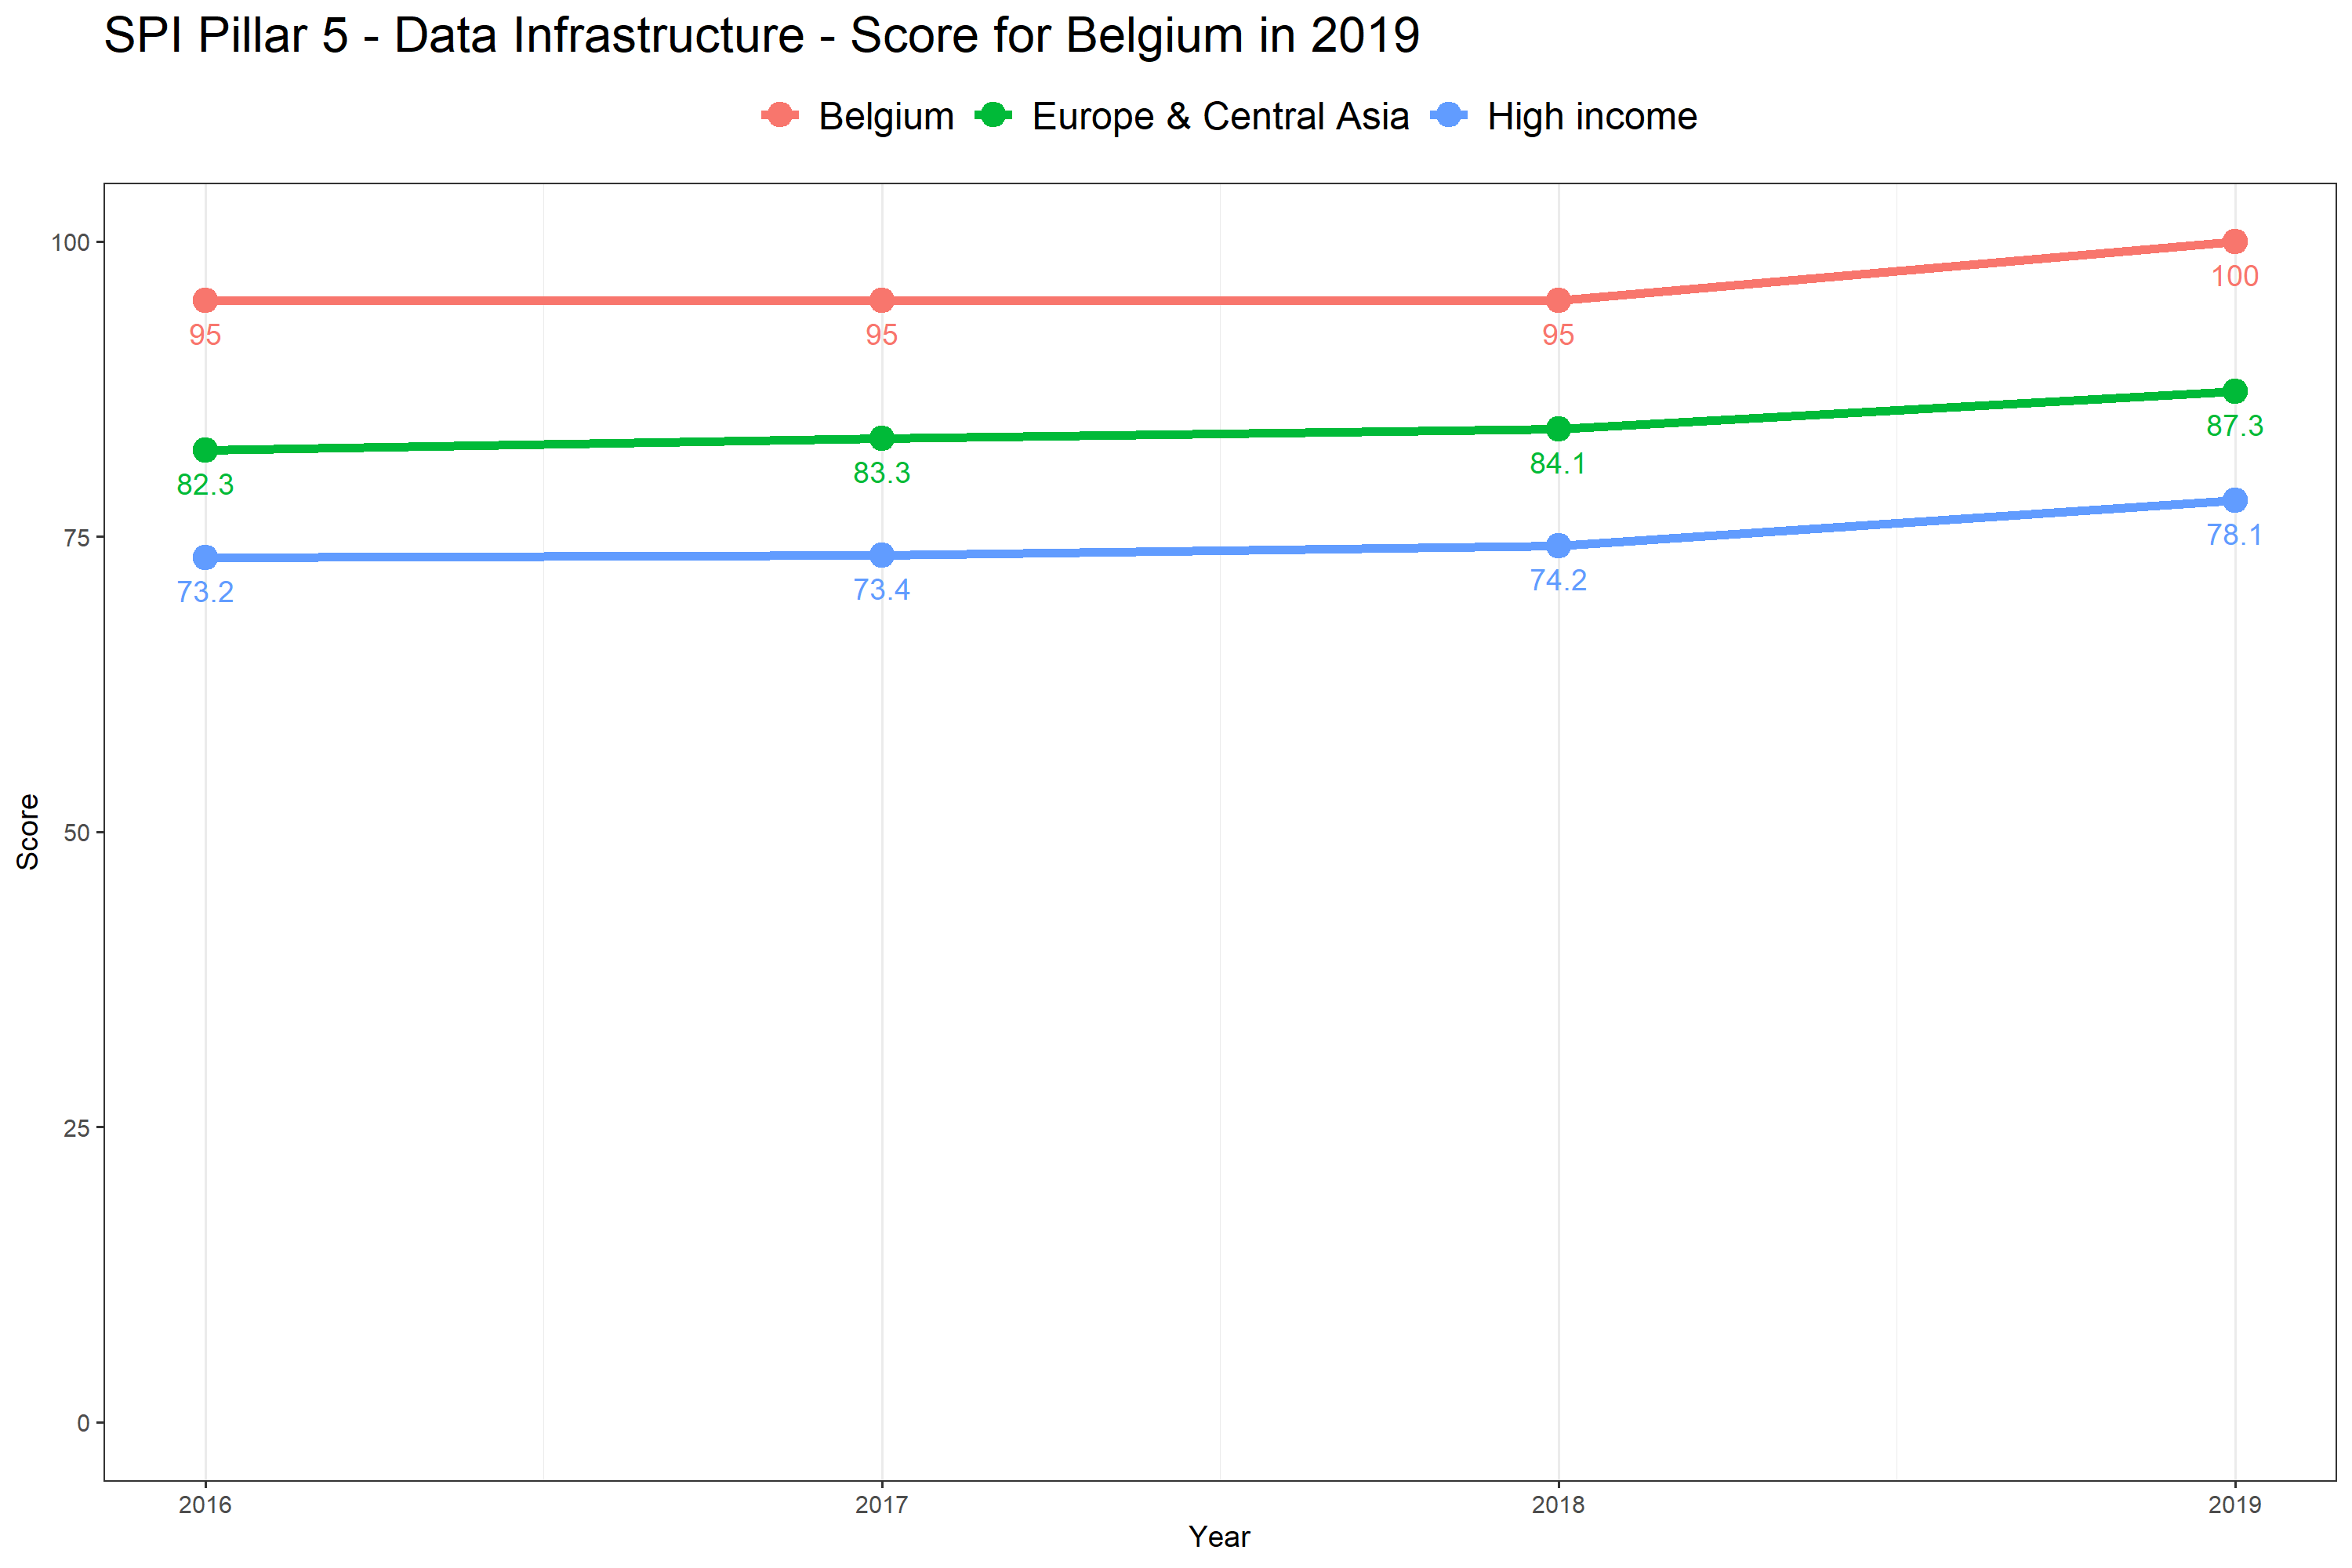 SPI Pillar 5 - Data Infrastructure - Score for Belgium in 2019
Belgium Europe & Central Asia High income
100
75
50
25
0
Score
95 95 95 100
82.3 83.3 84.1 87.3
73.2 73.4 74.2 78.1
2016 2017 2018 2019
Year